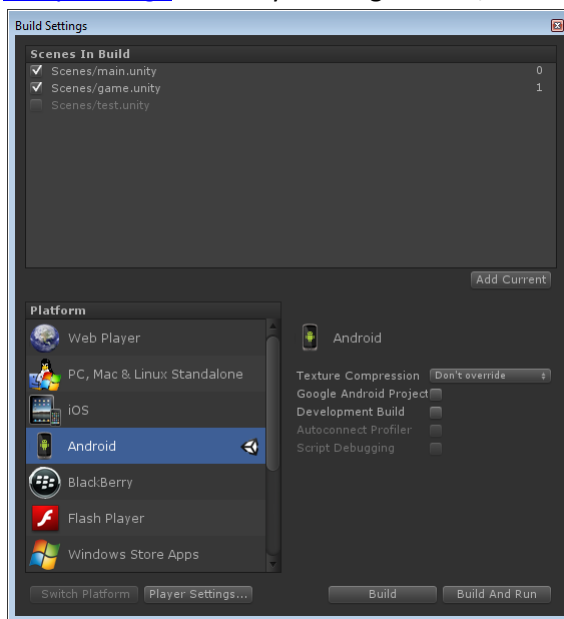 Build Settings
Scenes In Build
Scenes/main.unity 0
Scenes/game.unity 1
Scenes/test.unity
Add Current
Platform
Web Player
PC, Mac & Linux Standalone
iOS
Android
BlackBerry
Flash Player
Windows Store Apps
Android
Texture Compression Don't override
Google Android Project
Development Build
Autoconnect Profiler
Script Debugging
Switch Platform Player Settings... Build Build And Run